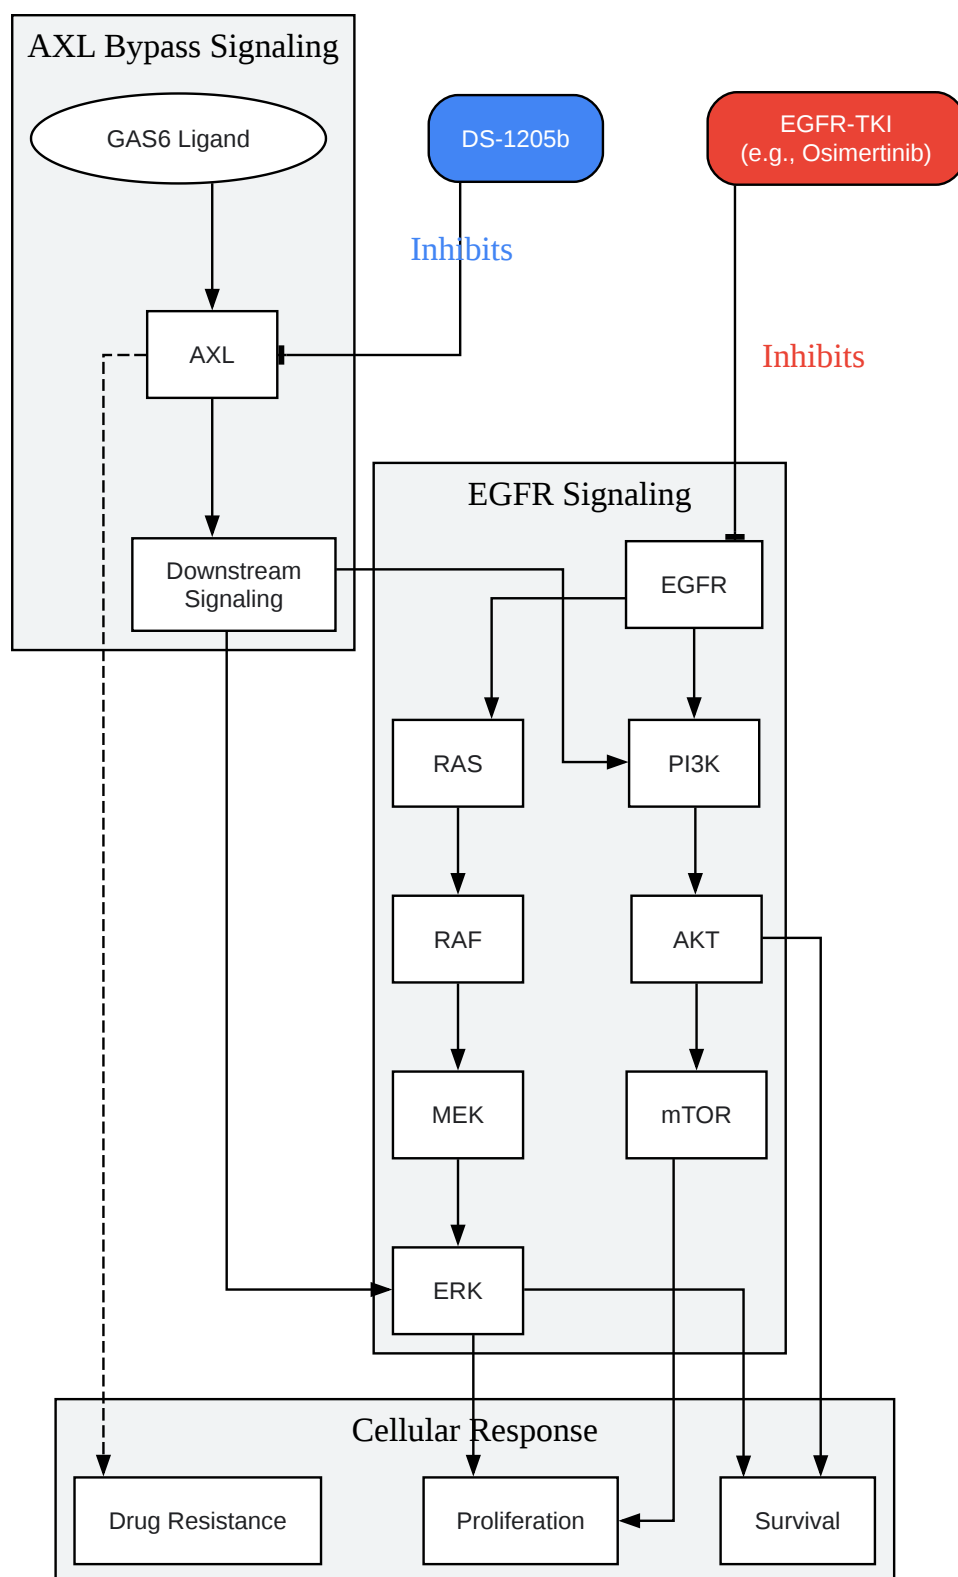 AXL Bypass Signaling
GAS6 Ligand
DS-1205b
EGFR-TKI
(e.g., Osimertinib)
Inhibits
AXL
Inhibits
EGFR Signaling
Downstream
Signaling
EGFR
RAS
PI3K
RAF
AKT
MEK
mTOR
ERK
Cellular Response
Drug Resistance
Proliferation
Survival